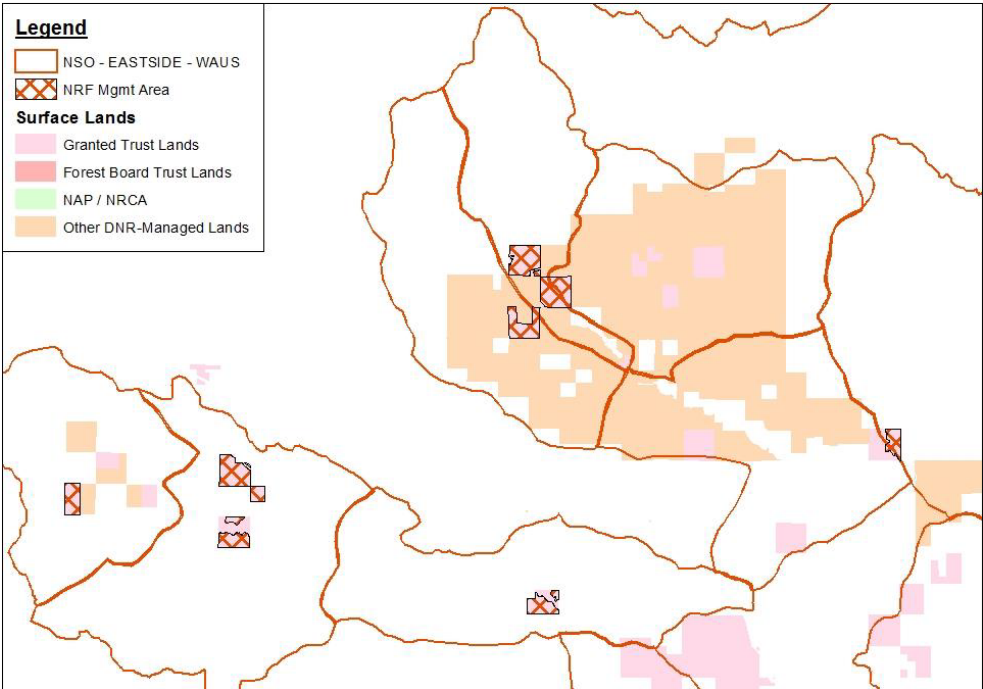 Legend
NSO - EASTSIDE - WAUS
NRF Mgmt Area
Surface Lands
Granted Trust Lands
Forest Board Trust Lands
NAP / NRCA
Other DNR-Managed Lands